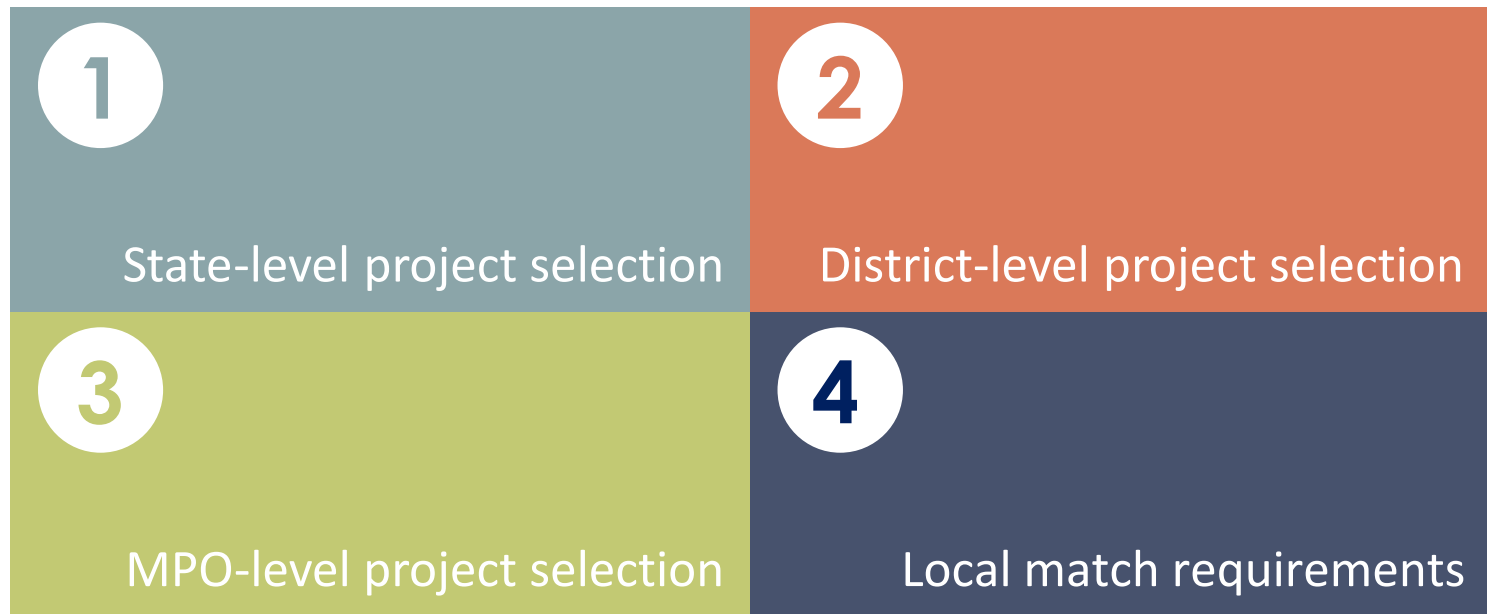 1
State-level project selection
2
District-level project selection
3
MPO-level project selection
4
Local match requirements